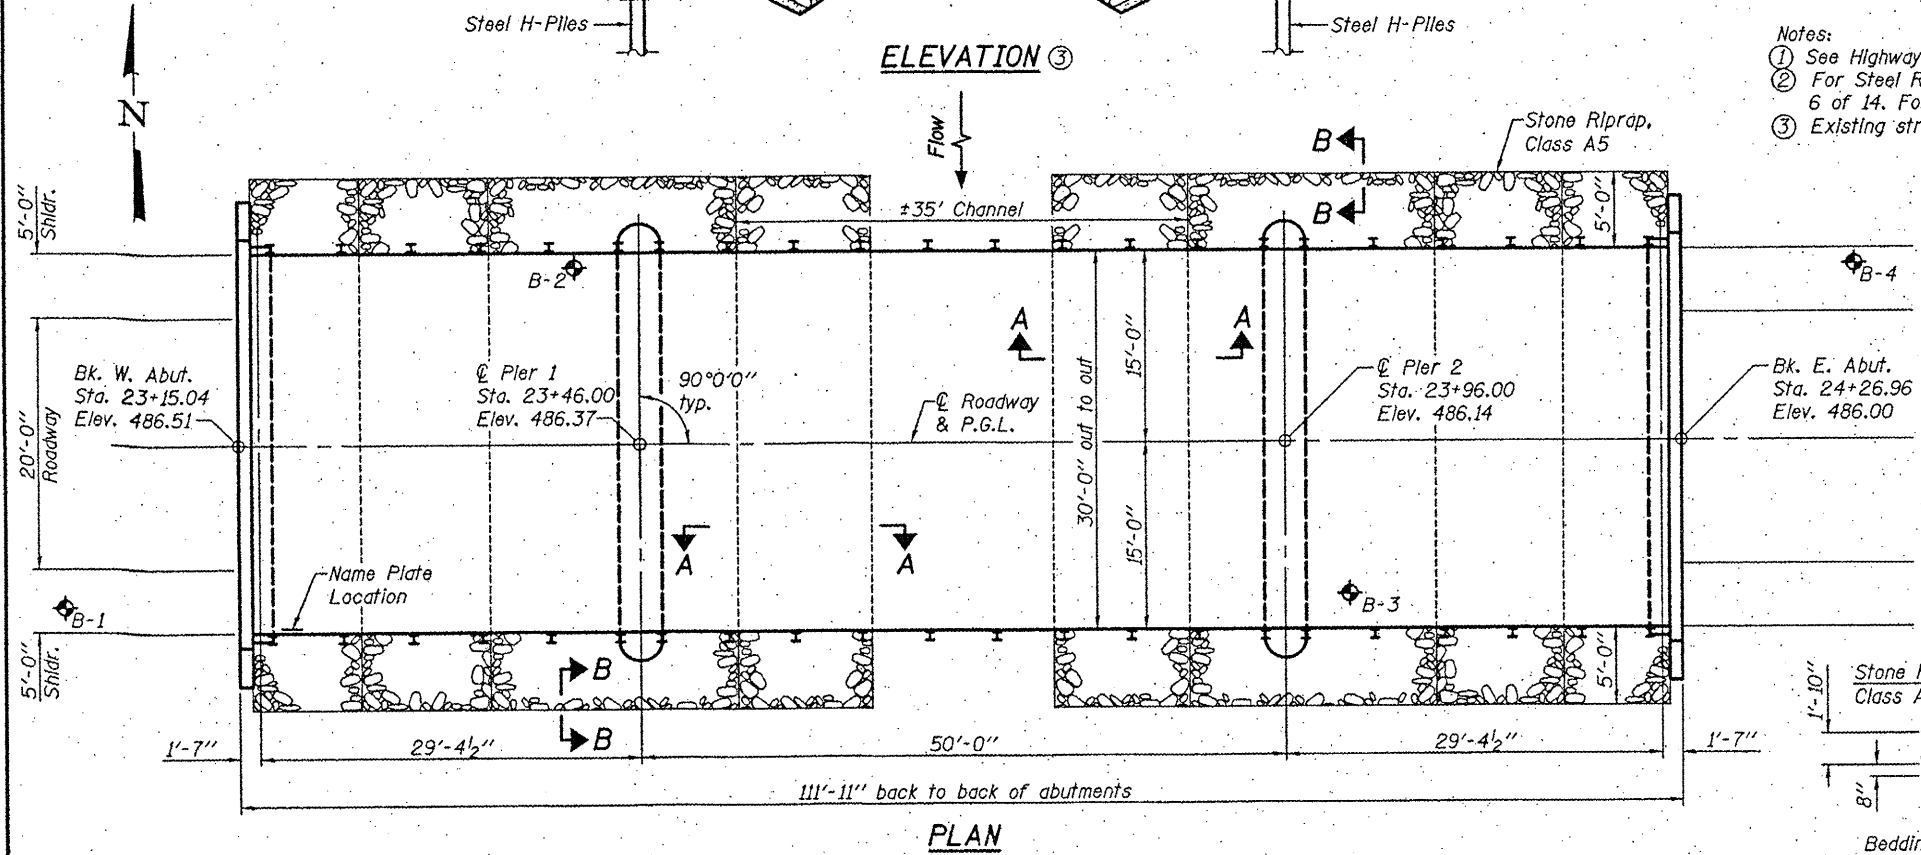 Steel H-Piles
Steel H-Piles
ELEVATION ③
Notes:
① See Highway
② For Steel
6 of 14. Fo
③ Existing str
N
Flow
Stone Riprap,
Class A5
B
B
±35' Channel
5'-0"
Shldr.
5'-0"
B-2
B-4
A
A
15'-0"
30'-0" out to out
15'-0"
Bk. W. Abut.
Sta. 23+15.04
Elev. 486.51
20'-0"
Roadway
℄ Pier 1
Sta. 23+46.00
Elev. 486.37
90°0'0"
typ.
℄ Roadway
& P.G.L.
℄ Pier 2
Sta. 23+96.00
Elev. 486.14
Bk. E. Abut.
Sta. 24+26.96
Elev. 486.00
A
A
Name Plate
Location
B-1
B-3
5'-0"
Shldr.
B
B
5'-0"
1'-10"
Stone
Class A
8"
Beddin
1'-7"
29'-4½"
50'-0"
29'-4½"
1'-7"
111'-11" back to back of abutments
PLAN